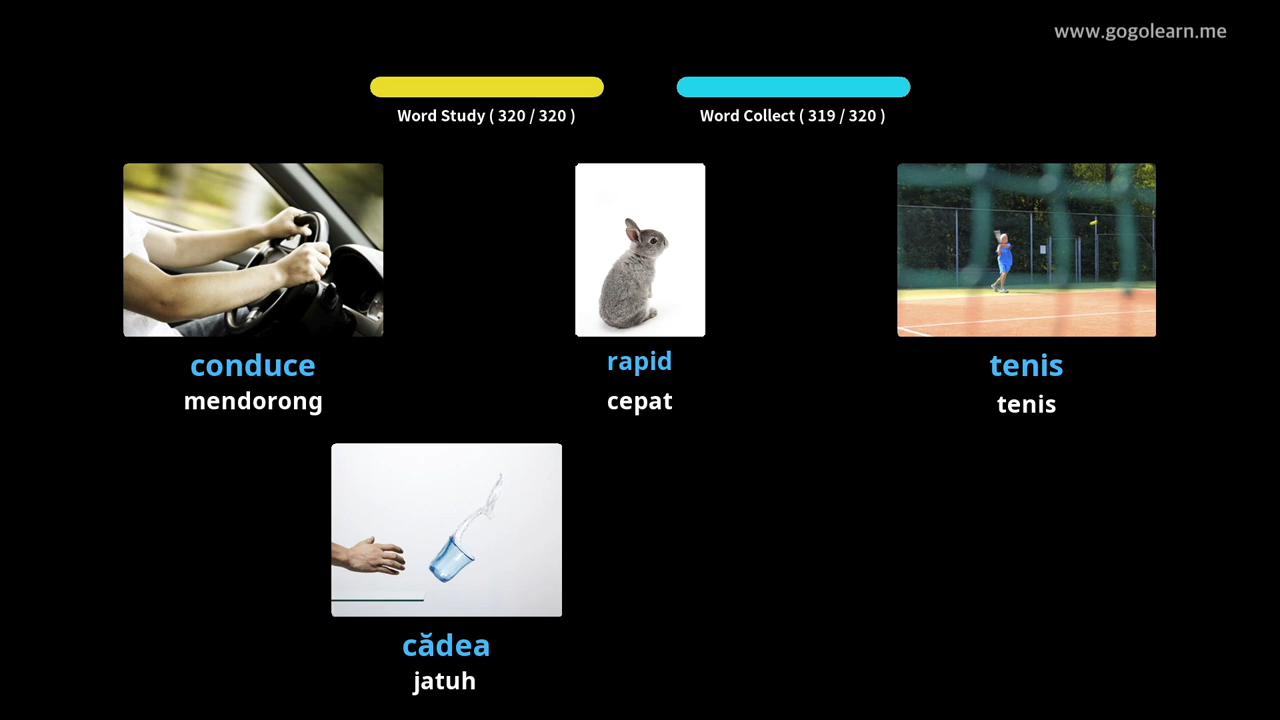 www.gogolearn.me
Word Study ( 320 / 320 )
Word Collect ( 319 / 320 )
conduce
mendorong
rapid
cepat
tenis
tenis
cădea
jatuh